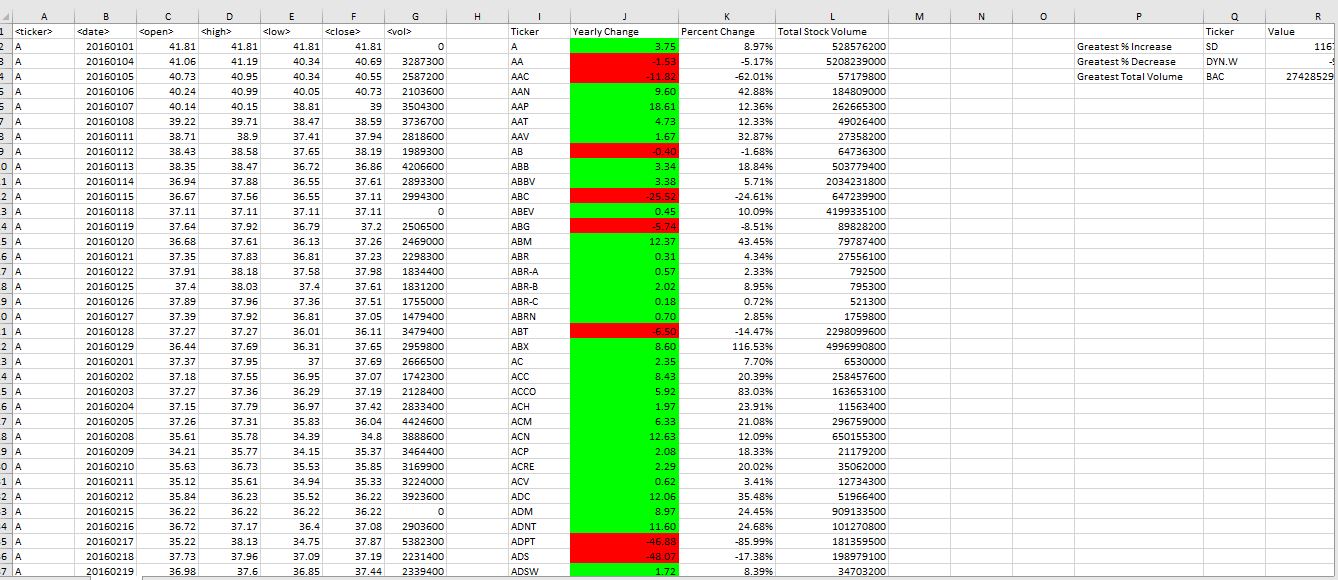 A B C D E F G H I J K L M N O P Q R
1 <ticker> <date> <open> <high> <low> <close> <vol> Ticker Yearly Change Percent Change Total Stock Volume Ticker Value
2 A 20160101 41.81 41.81 41.81 41.81 0 A 3.75 8.97% 528576200 Greatest % Increase SD
3 A 20160104 41.06 41.19 40.34 40.69 3287300 AA -1.53 -5.17% 5208239000 Greatest % Decrease DYN.W
4 A 20160105 40.73 40.95 40.34 40.55 2587200 AAC -11.82 -62.01% 57179800 Greatest Total Volume BAC 27428529
5 A 20160106 40.24 40.99 40.05 40.73 2103600 AAN 9.60 42.88% 184809000
6 A 20160107 40.14 40.15 38.81 39 3504300 AAP 18.61 12.36% 262665300
7 A 20160108 39.22 39.71 38.47 38.59 3736700 AAT 4.73 12.33% 49026400
8 A 20160111 38.71 38.9 37.41 37.94 2818600 AAV 1.67 32.87% 27358200
9 A 20160112 38.43 38.58 37.65 38.19 1989300 AB -0.40 -1.68% 64736300
0 A 20160113 38.35 38.47 36.72 36.86 4206600 ABB 3.34 18.84% 503779400
1 A 20160114 36.94 37.88 36.55 37.61 2893300 ABBV 3.38 5.71% 2034231800
2 A 20160115 36.67 37.56 36.55 37.11 2994300 ABC -25.52 -24.61% 647239900
3 A 20160118 37.11 37.11 37.11 37.11 0 ABEV 0.45 10.09% 4199335100
4 A 20160119 37.64 37.92 36.79 37.2 2506500 ABG -5.74 -8.51% 89828200
5 A 20160120 36.68 37.61 36.13 37.26 2469000 ABM 12.37 43.45% 79787400
6 A 20160121 37.35 37.83 36.81 37.23 2298300 ABR 0.31 4.34% 27556100
7 A 20160122 37.91 38.18 37.58 37.98 1834400 ABR-A 0.57 2.33% 792500
8 A 20160125 37.4 38.03 37.4 37.61 1831200 ABR-B 2.02 8.95% 795300
9 A 20160126 37.89 37.96 37.36 37.51 1755000 ABR-C 0.18 0.72% 521300
0 A 20160127 37.39 37.92 36.81 37.05 1479400 ABRN 0.70 2.85% 1759800
1 A 20160128 37.27 37.27 36.01 36.11 3479400 ABT -6.50 -14.47% 2298099600
2 A 20160129 36.44 37.69 36.31 37.65 2959800 ABX 8.60 116.53% 4996990800
3 A 20160201 37.37 37.95 37 37.69 2666500 AC 2.35 7.70% 6530000
4 A 20160202 37.18 37.55 36.95 37.07 1742300 ACC 8.43 20.39% 258457600
5 A 20160203 37.27 37.36 36.29 37.19 2128400 ACCO 5.92 83.03% 163653100
6 A 20160204 37.15 37.79 36.97 37.42 2833400 ACH 1.97 23.91% 11563400
7 A 20160205 37.26 37.31 35.83 36.04 4424600 ACM 6.33 21.08% 296759000
8 A 20160208 35.61 35.78 34.39 34.8 3888600 ACN 12.63 12.09% 650155300
9 A 20160209 34.21 35.77 34.15 35.37 3464400 ACP 2.08 18.33% 21179200
0 A 20160210 35.63 36.73 35.53 35.85 3169900 ACRE 2.29 20.02% 35062000
1 A 20160211 35.12 35.61 34.94 35.33 3224000 ACV 0.62 3.41% 12734300
2 A 20160212 35.84 36.23 35.52 36.22 3923600 ADC 12.06 35.48% 51966400
3 A 20160215 36.22 36.22 36.22 36.22 0 ADM 8.97 24.45% 909133500
4 A 20160216 36.72 37.17 36.4 37.08 2903600 ADNT 11.60 24.68% 101270800
5 A 20160217 35.22 38.13 34.75 37.87 5382300 ADPT -46.88 -85.99% 181359500
6 A 20160218 37.73 37.96 37.09 37.19 2231400 ADS -48.07 -17.38% 198979100
7 A 20160219 36.98 37.6 36.85 37.44 2339400 ADSW 1.72 8.39% 34703200